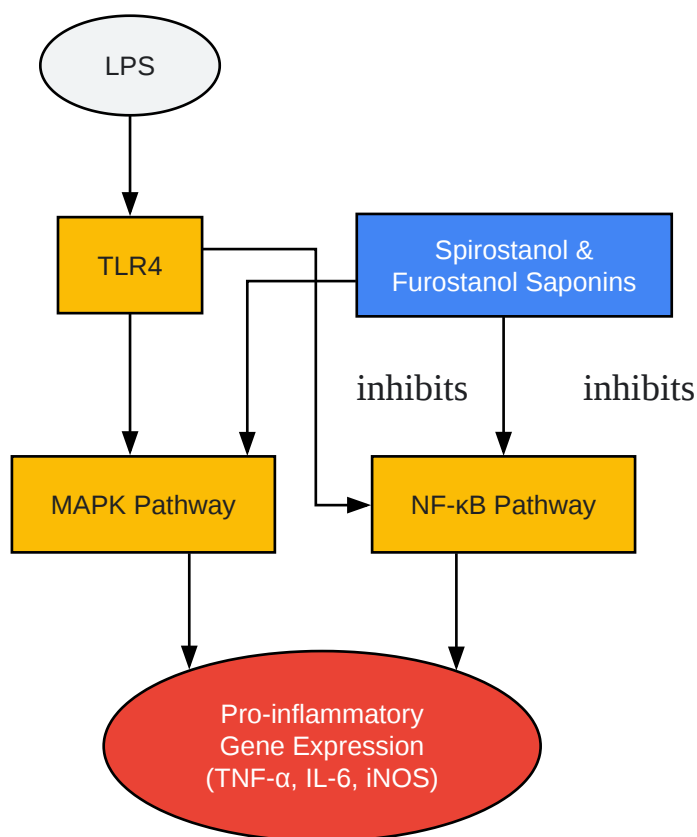 LPS
TLR4
Spirostanol &
Furostanol Saponins
inhibits
inhibits
MAPK Pathway
NF-κB Pathway
Pro-inflammatory
Gene Expression
(TNF-α, IL-6, iNOS)